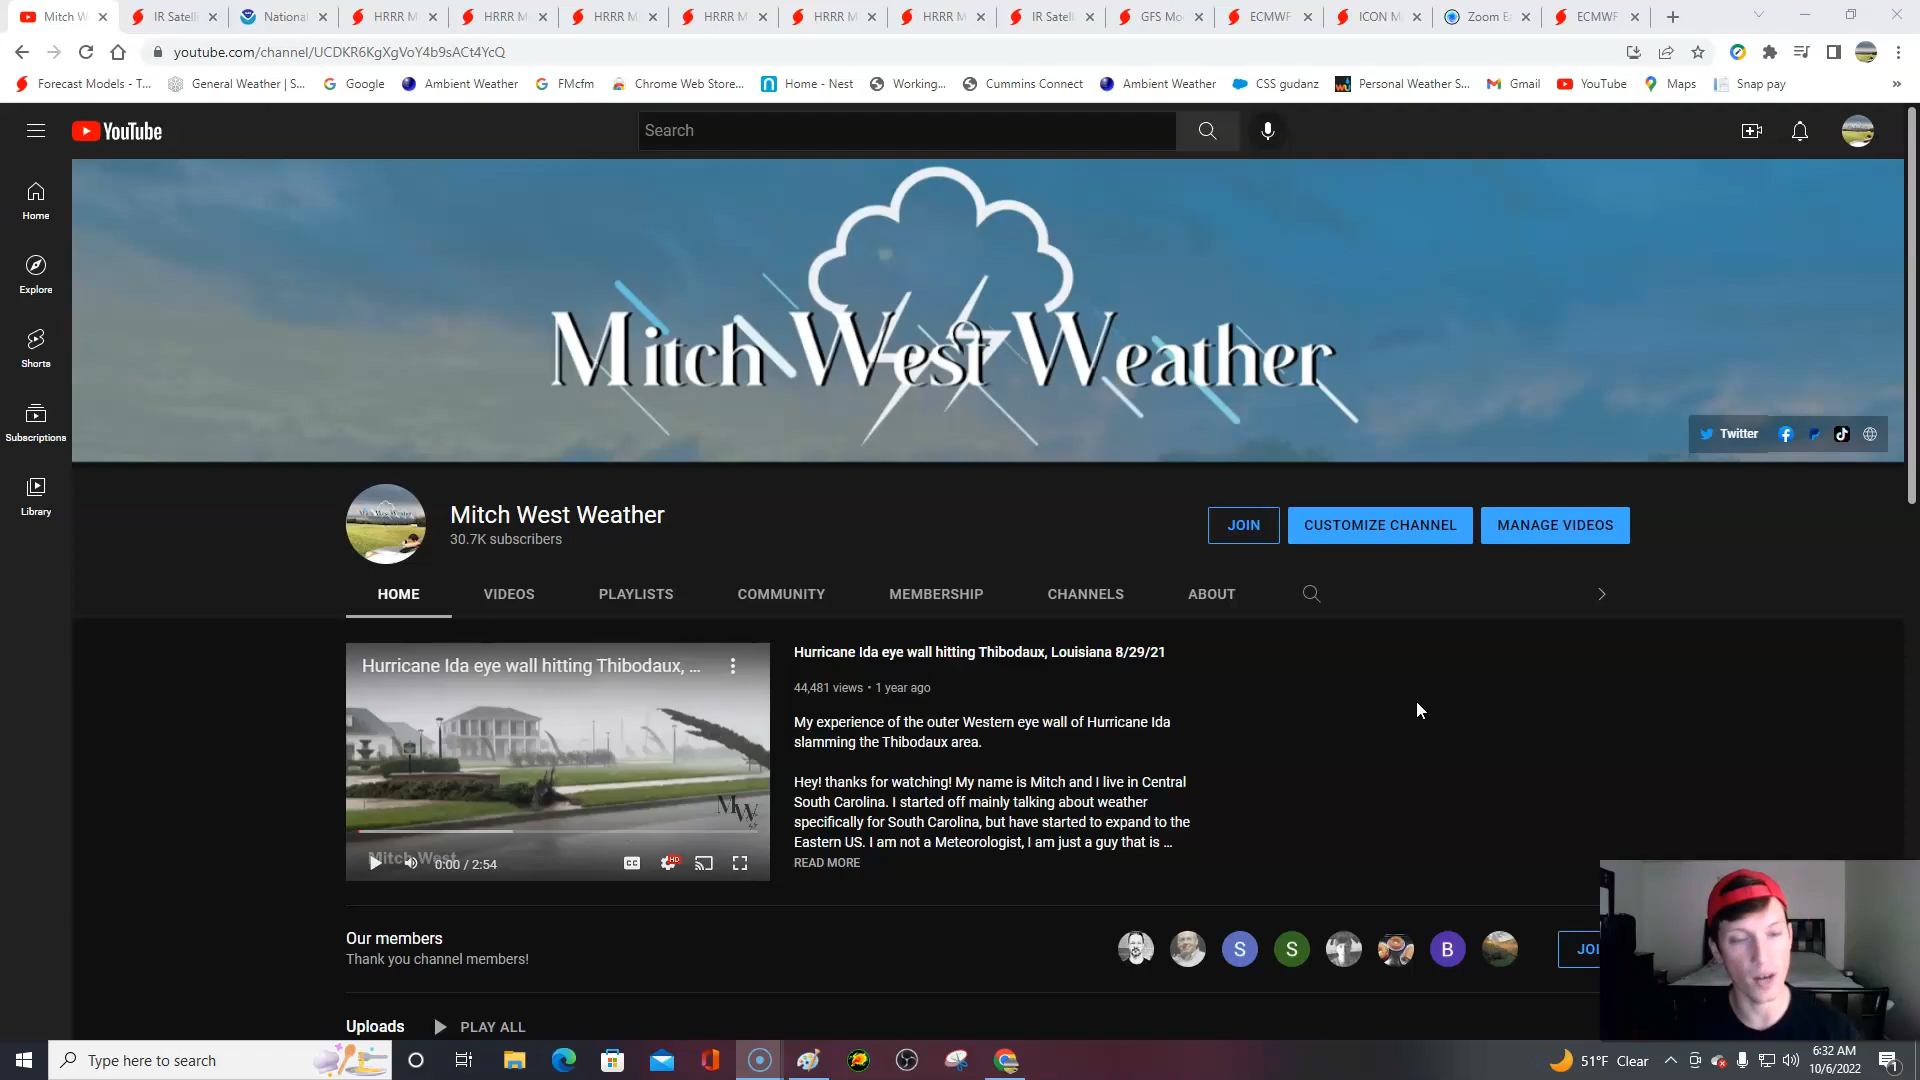 Mitch W
IR Satelli
National
HRRR M
HRRR M
HRRR M
HRRR M
HRRR M
HRRR M
IR Satelli
GFS Mo
ECMWF
ICON M
Zoom E
ECMWF
youtube.com/channel/UCDKR6KgXgVoY4b9sACt4YcQ
Forecast Models - T...
General Weather | S...
Google
Ambient Weather
FMcfm
Chrome Web Store...
Home - Nest
Working...
Cummins Connect
Ambient Weather
CSS gudanz
Personal Weather S...
Gmail
YouTube
Maps
Snap pay
YouTube
Search
Home
Explore
Shorts
Subscriptions
Library
Mitch West Weather
Twitter
Mitch West Weather
30.7K subscribers
JOIN
CUSTOMIZE CHANNEL
MANAGE VIDEOS
HOME
VIDEOS
PLAYLISTS
COMMUNITY
MEMBERSHIP
CHANNELS
ABOUT
Hurricane Ida eye wall hitting Thibodaux, ...
MW
Mitch West
0:00 / 2:54
CC
HD
Hurricane Ida eye wall hitting Thibodaux, Louisiana 8/29/21
44,481 views • 1 year ago
My experience of the outer Western eye wall of Hurricane Ida
slamming the Thibodaux area.
Hey! thanks for watching! My name is Mitch and I live in Central
South Carolina. I started off mainly talking about weather
specifically for South Carolina, but have started to expand to the
Eastern US. I am not a Meteorologist, I am just a guy that is ...
READ MORE
Our members
Thank you channel members!
S
S
B
JOI
Uploads
PLAY ALL
Type here to search
51°F Clear
6:32 AM
10/6/2022
1